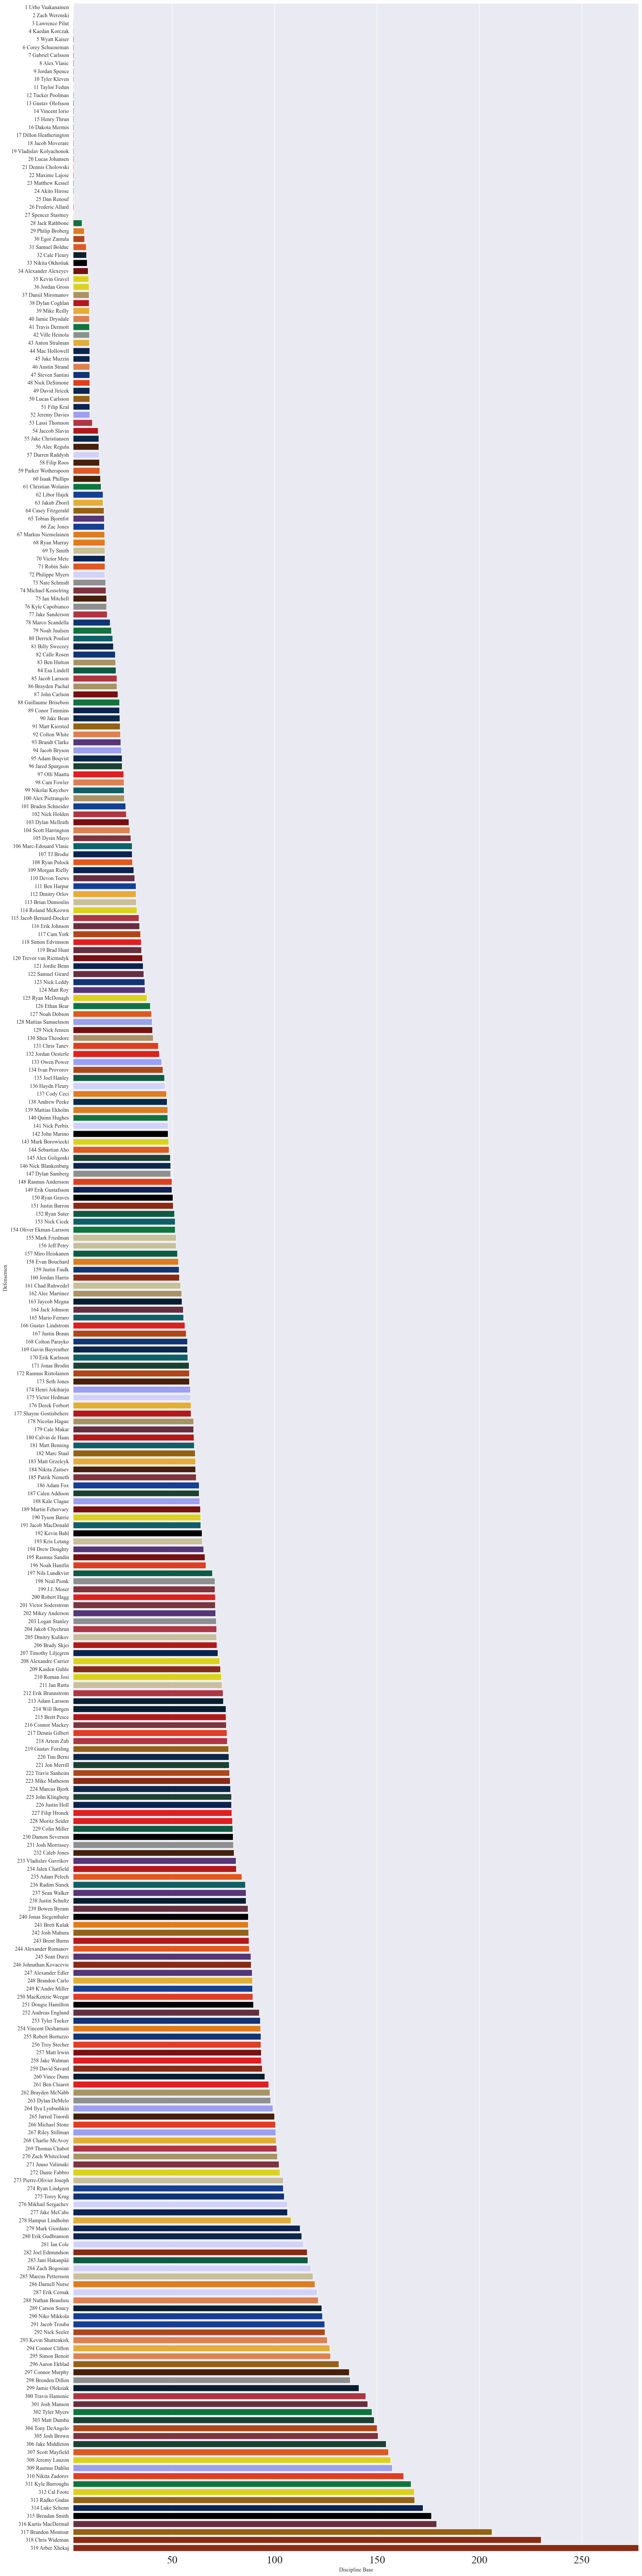 1 Urho Vaakanainen
2 Zach Werenski
3 Lawrence Pilut
4 Kaedan Korczak
5 Wyatt Kaiser
6 Corey Schueneman
7 Gabriel Carlsson
8 Alex Vlasic
9 Jordan Spence
10 Tyler Kleven
11 Taylor Fedun
12 Tucker Poolman
13 Gustav Olofsson
14 Vincent Iorio
15 Henry Thrun
16 Dakota Mermis
17 Dillon Heatherington
18 Jacob Moverare
19 Vladislav Kolyachonok
20 Lucas Johansen
21 Dennis Cholowski
22 Maxime Lajoie
23 Matthew Kessel
24 Akito Hirose
25 Dan Renouf
26 Frederic Allard
27 Spencer Stastney
28 Jack Rathbone
29 Philip Broberg
30 Egor Zamula
31 Samuel Bolduc
32 Cale Fleury
33 Nikita Okhotiuk
34 Alexander Alexeyev
35 Kevin Gravel
36 Jordan Gross
37 Daniil Miromanov
38 Dylan Coghlan
39 Mike Reilly
40 Jamie Drysdale
41 Travis Dermott
42 Ville Heinola
43 Anton Stralman
44 Mac Hollowell
45 Jake Muzzin
46 Austin Strand
47 Steven Santini
48 Nick DeSimone
49 David Jiricek
50 Lucas Carlsson
51 Filip Kral
52 Jeremy Davies
53 Lassi Thomson
54 Jaccob Slavin
55 Jake Christiansen
56 Alec Regula
57 Darren Raddysh
58 Filip Roos
59 Parker Wotherspoon
60 Isaak Phillips
61 Christian Wolanin
62 Libor Hajek
63 Jakub Zboril
64 Casey Fitzgerald
65 Tobias Bjornfot
66 Zac Jones
67 Markus Niemelainen
68 Ryan Murray
69 Ty Smith
70 Victor Mete
71 Robin Salo
72 Philippe Myers
73 Nate Schmidt
74 Michael Kesselring
75 Ian Mitchell
76 Kyle Capobianco
77 Jake Sanderson
78 Marco Scandella
79 Noah Juulsen
80 Derrick Pouliot
81 Billy Sweezey
82 Calle Rosen
83 Ben Hutton
84 Esa Lindell
85 Jacob Larsson
86 Brayden Pachal
87 John Carlson
88 Guillaume Brisebois
89 Conor Timmins
90 Jake Bean
91 Matt Kiersted
92 Colton White
93 Brandt Clarke
94 Jacob Bryson
95 Adam Boqvist
96 Jared Spurgeon
97 Olli Maatta
98 Cam Fowler
99 Nikolai Knyzhov
100 Alex Pietrangelo
101 Braden Schneider
102 Nick Holden
103 Dylan McIlrath
104 Scott Harrington
105 Dysin Mayo
106 Marc-Edouard Vlasic
107 TJ Brodie
108 Ryan Pulock
109 Morgan Rielly
110 Devon Toews
111 Ben Harpur
112 Dmitry Orlov
113 Brian Dumoulin
114 Roland McKeown
115 Jacob Bernard-Docker
116 Erik Johnson
117 Cam York
118 Simon Edvinsson
119 Brad Hunt
120 Trevor van Riemsdyk
121 Jordie Benn
122 Samuel Girard
123 Nick Leddy
124 Matt Roy
125 Ryan McDonagh
126 Ethan Bear
127 Noah Dobson
128 Mattias Samuelsson
129 Nick Jensen
130 Shea Theodore
131 Chris Tanev
132 Jordan Oesterle
133 Owen Power
134 Ivan Provorov
135 Joel Hanley
136 Haydn Fleury
137 Cody Ceci
138 Andrew Peeke
139 Mattias Ekholm
140 Quinn Hughes
141 Nick Perbix
142 John Marino
143 Mark Borowiecki
144 Sebastian Aho
145 Alex Goligoski
146 Nick Blankenburg
147 Dylan Samberg
148 Rasmus Andersson
149 Erik Gustafsson
150 Ryan Graves
151 Justin Barron
152 Ryan Suter
153 Nick Cicek
154 Oliver Ekman-Larsson
155 Mark Friedman
156 Jeff Petry
157 Miro Heiskanen
158 Evan Bouchard
159 Justin Faulk
160 Jordan Harris
161 Chad Ruhwedel
162 Alec Martinez
163 Jaycob Megna
164 Jack Johnson
165 Mario Ferraro
166 Gustav Lindstrom
167 Justin Braun
168 Colton Parayko
169 Gavin Bayreuther
170 Erik Karlsson
171 Jonas Brodin
172 Rasmus Ristolainen
173 Seth Jones
174 Henri Jokiharju
175 Victor Hedman
176 Derek Forbort
177 Shayne Gostisbehere
178 Nicolas Hague
179 Cale Makar
180 Calvin de Haan
181 Matt Benning
182 Marc Staal
183 Matt Grzelcyk
184 Nikita Zaitsev
185 Patrik Nemeth
186 Adam Fox
187 Calen Addison
188 Kale Clague
189 Martin Fehervary
190 Tyson Barrie
191 Jacob MacDonald
192 Kevin Bahl
193 Kris Letang
194 Drew Doughty
195 Rasmus Sandin
196 Noah Hanifin
197 Nils Lundkvist
198 Neal Pionk
199 J.J. Moser
200 Robert Hagg
201 Victor Soderstrom
202 Mikey Anderson
203 Logan Stanley
204 Jakob Chychrun
205 Dmitry Kulikov
206 Brady Skjei
207 Timothy Liljegren
208 Alexandre Carrier
209 Kaiden Guhle
210 Roman Josi
211 Jan Rutta
212 Erik Brannstrom
213 Adam Larsson
214 Will Borgen
215 Brett Pesce
216 Connor Mackey
217 Dennis Gilbert
218 Artem Zub
219 Gustav Forsling
220 Tim Berni
221 Jon Merrill
222 Travis Sanheim
223 Mike Matheson
224 Marcus Bjork
225 John Klingberg
226 Justin Holl
227 Filip Hronek
228 Moritz Seider
229 Colin Miller
230 Damon Severson
231 Josh Morrissey
232 Caleb Jones
233 Vladislav Gavrikov
234 Jalen Chatfield
235 Adam Pelech
236 Radim Simek
237 Sean Walker
238 Justin Schultz
239 Bowen Byram
240 Jonas Siegenthaler
241 Brett Kulak
242 Josh Mahura
243 Brent Burns
244 Alexander Romanov
245 Sean Durzi
246 Johnathan Kovacevic
247 Alexander Edler
248 Brandon Carlo
249 K'Andre Miller
250 MacKenzie Weegar
251 Dougie Hamilton
252 Andreas Englund
253 Tyler Tucker
254 Vincent Desharnais
255 Robert Bortuzzo
256 Troy Stecher
257 Matt Irwin
258 Jake Walman
259 David Savard
260 Vince Dunn
261 Ben Chiarot
262 Brayden McNabb
263 Dylan DeMelo
264 Ilya Lyubushkin
265 Jarred Tinordi
266 Michael Stone
267 Riley Stillman
268 Charlie McAvoy
269 Thomas Chabot
270 Zach Whitecloud
271 Juuso Valimaki
272 Dante Fabbro
273 Pierre-Olivier Joseph
274 Ryan Lindgren
275 Torey Krug
276 Mikhail Sergachev
277 Jake McCabe
278 Hampus Lindholm
279 Mark Giordano
280 Erik Gudbranson
281 Ian Cole
282 Joel Edmundson
283 Jani Hakanpää
284 Zach Bogosian
285 Marcus Pettersson
286 Darnell Nurse
287 Erik Cernak
288 Nathan Beaulieu
289 Carson Soucy
290 Niko Mikkola
291 Jacob Trouba
292 Nick Seeler
293 Kevin Shattenkirk
294 Connor Clifton
295 Simon Benoit
296 Aaron Ekblad
297 Connor Murphy
298 Brenden Dillon
299 Jamie Oleksiak
300 Travis Hamonic
301 Josh Manson
302 Tyler Myers
303 Matt Dumba
304 Tony DeAngelo
305 Josh Brown
306 Jake Middleton
307 Scott Mayfield
308 Jeremy Lauzon
309 Rasmus Dahlin
310 Nikita Zadorov
311 Kyle Burroughs
312 Cal Foote
313 Radko Gudas
314 Luke Schenn
315 Brendan Smith
316 Kurtis MacDermid
317 Brandon Montour
318 Chris Wideman
319 Arber Xhekaj
Defensemen
50 100 150 200 250
Discipline Base